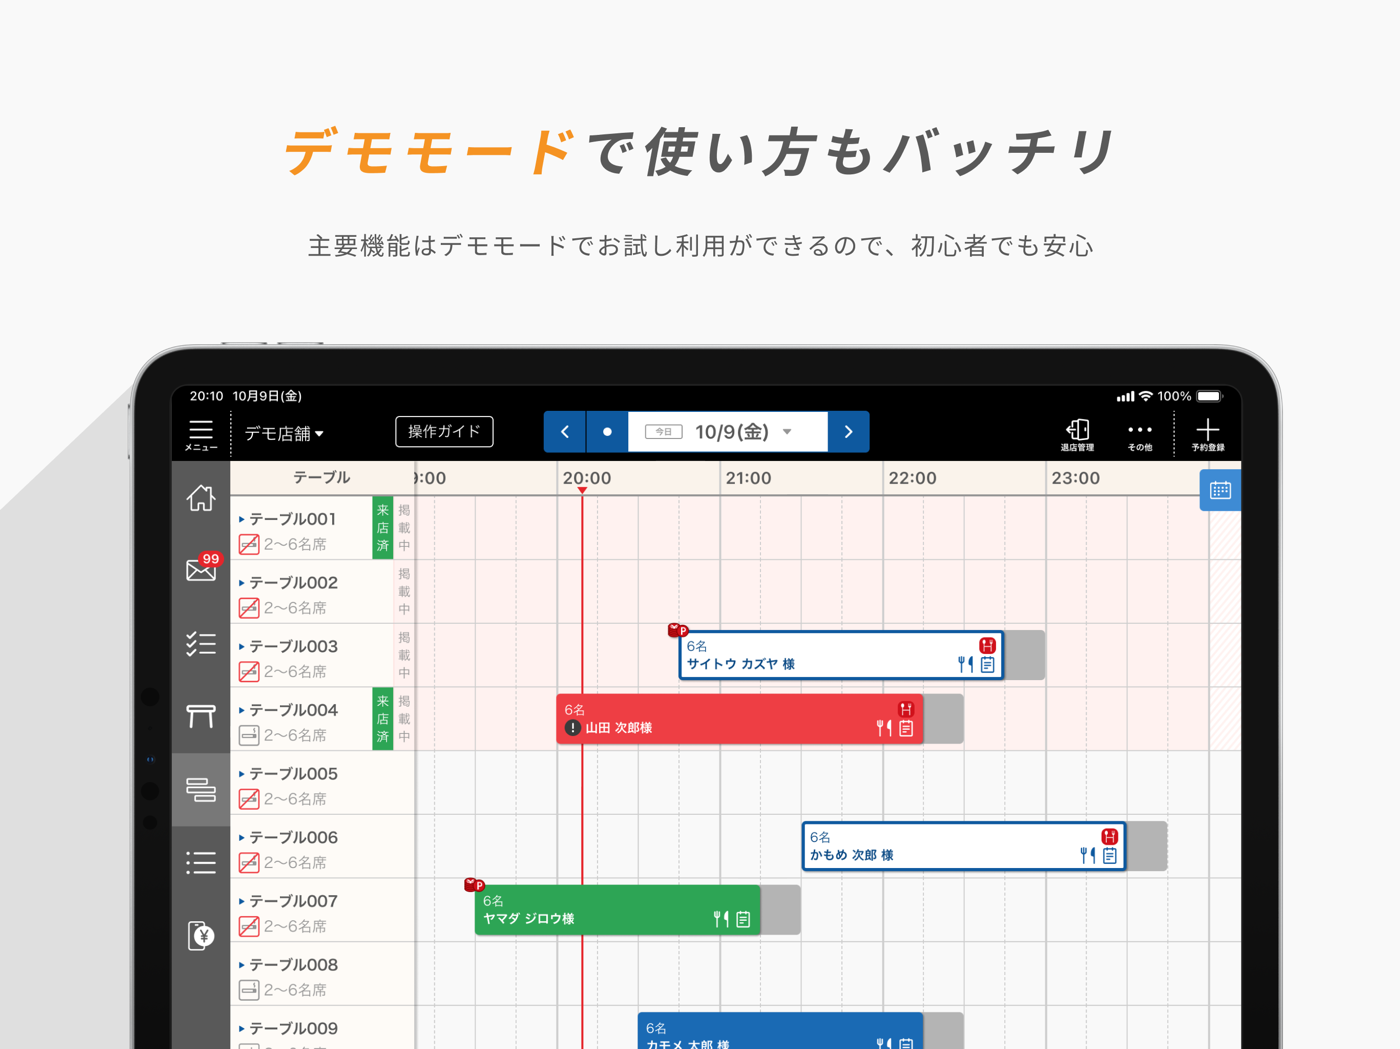 デモモードで使い方もバッチリ
主要機能はデモモードでお試し利用ができるので、初心者でも安心
20:10 10月9日(金)
100%
メニュー
デモ店舗
操作ガイド
今日 10/9(金)
退店管理
その他
予約登録
テーブル
9:00
20:00
21:00
22:00
23:00
99
テーブル001
2〜6名席
来店済
掲載中
テーブル002
2〜6名席
掲載中
テーブル003
2〜6名席
掲載中
P
6名
サイトウ カズヤ 様
テーブル004
2〜6名席
来店済
掲載中
6名
山田 次郎様
テーブル005
2〜6名席
テーブル006
2〜6名席
6名
かもめ 次郎 様
テーブル007
2〜6名席
P
6名
ヤマダ ジロウ様
テーブル008
2〜6名席
テーブル009
6名
カモメ 太郎 様